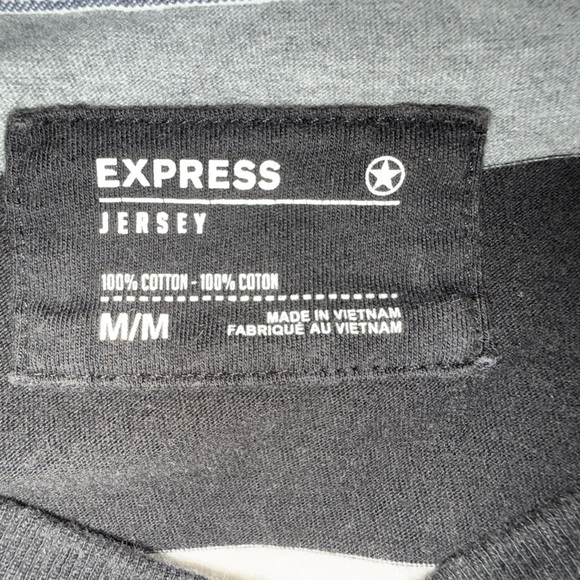 EXPRESS
JERSEY
100% COTTON - 100% COTON
M/M
MADE IN VIETNAM
FABRIQUÉ AU VIETNAM